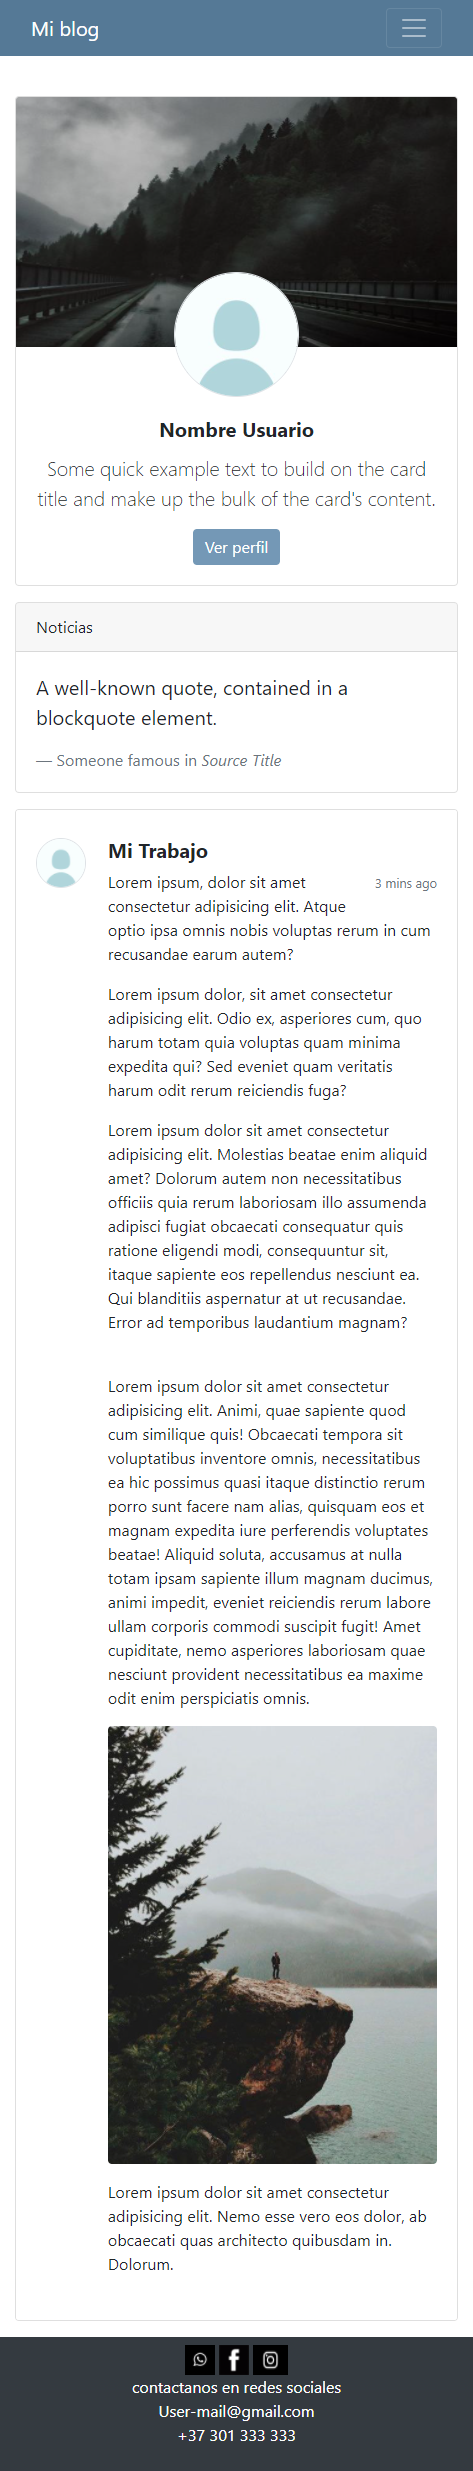 Mi blog
Nombre Usuario
Some quick example text to build on the card
title and make up the bulk of the card's content.
Ver perfil
Noticias
A well-known quote, contained in a
blockquote element.
— Someone famous in Source Title
Mi Trabajo
3 mins ago
Lorem ipsum, dolor sit amet
consectetur adipisicing elit. Atque
optio ipsa omnis nobis voluptas rerum in cum
recusandae earum autem?
Lorem ipsum dolor, sit amet consectetur
adipisicing elit. Odio ex, asperiores cum, quo
harum totam quia voluptas quam minima
expedita qui? Sed eveniet quam veritatis
harum odit rerum reiciendis fuga?
Lorem ipsum dolor sit amet consectetur
adipisicing elit. Molestias beatae enim aliquid
amet? Dolorum autem non necessitatibus
officiis quia rerum laboriosam illo assumenda
adipisci fugiat obcaecati consequatur quis
ratione eligendi modi, consequuntur sit,
itaque sapiente eos repellendus nesciunt ea.
Qui blanditiis aspernatur at ut recusandae.
Error ad temporibus laudantium magnam?
Lorem ipsum dolor sit amet consectetur
adipisicing elit. Animi, quae sapiente quod
cum similique quis! Obcaecati tempora sit
voluptatibus inventore omnis, necessitatibus
ea hic possimus quasi itaque distinctio rerum
porro sunt facere nam alias, quisquam eos et
magnam expedita iure perferendis voluptates
beatae! Aliquid soluta, accusamus at nulla
totam ipsam sapiente illum magnam ducimus,
animi impedit, eveniet reiciendis rerum labore
ullam corporis commodi suscipit fugit! Amet
cupiditate, nemo asperiores laboriosam quae
nesciunt provident necessitatibus ea maxime
odit enim perspiciatis omnis.
Lorem ipsum dolor sit amet consectetur
adipisicing elit. Nemo esse vero eos dolor, ab
obcaecati quas architecto quibusdam in.
Dolorum.
contactanos en redes sociales
User-mail@gmail.com
+37 301 333 333